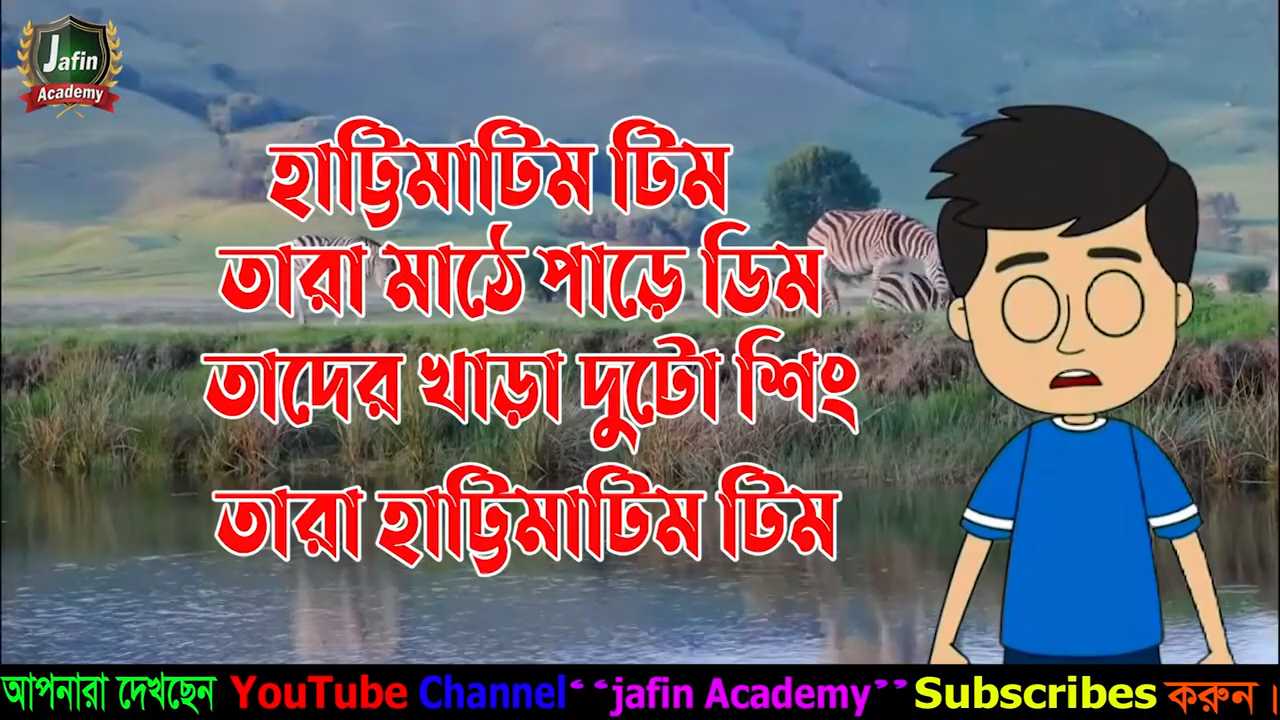 Jafin
Academy
হাট্টিমাটিম টিম
তারা মাঠে পাড়ে ডিম
তাদের খাড়া দুটো শিং
তারা হাট্টিমাটিম টিম
আপনারা দেখছেন YouTube Channel‘‘jafin Academy’’ Subscribes করুন।